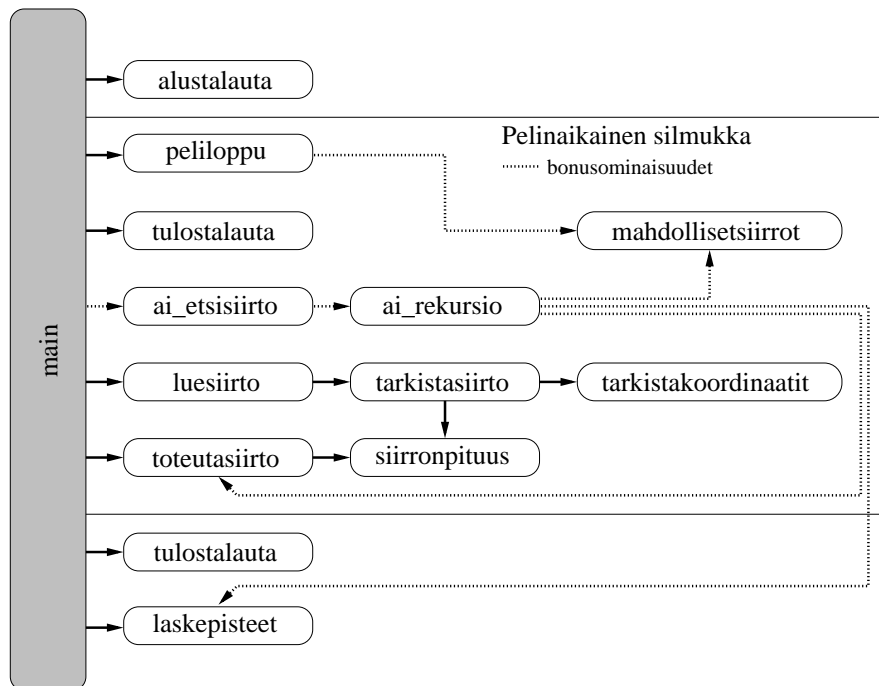 main
alustalauta
peliloppu
Pelinaikainen silmukka
bonusominaisuudet
tulostalauta
mahdollisetsiirrot
ai_etsisiirto
ai_rekursio
luesiirto
tarkistasiirto
tarkistakoordinaatit
toteutasiirto
siirronpituus
tulostalauta
laskepisteet